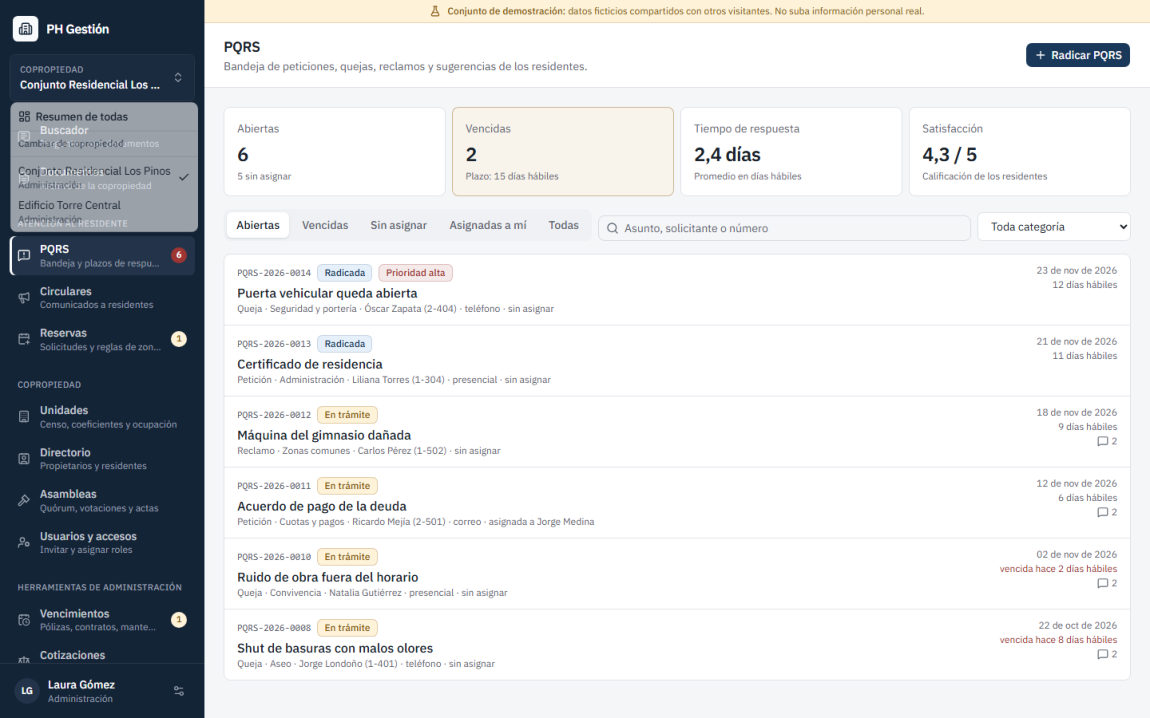 Conjunto de demostración: datos ficticios compartidos con otros visitantes. No suba información personal real.
PH Gestión
COPROPIEDAD
Conjunto Residencial Los ...
Resumen de todas
Buscador
Cambiar de copropiedad
Conjunto Residencial Los Pinos
Administración
de la copropiedad
Edificio Torre Central
Administración
ATENCIÓN AL RESIDENTE
PQRS
Bandeja y plazos de respu...
6
Circulares
Comunicados a residentes
Reservas
Solicitudes y reglas de zon...
1
COPROPIEDAD
Unidades
Censo, coeficientes y ocupación
Directorio
Propietarios y residentes
Asambleas
Quórum, votaciones y actas
Usuarios y accesos
Invitar y asignar roles
HERRAMIENTAS DE ADMINISTRACIÓN
Vencimientos
Pólizas, contratos, mante...
1
Cotizaciones
LG
Laura Gómez
Administración
PQRS
Bandeja de peticiones, quejas, reclamos y sugerencias de los residentes.
+ Radicar PQRS
Abiertas
6
5 sin asignar
Vencidas
2
Plazo: 15 días hábiles
Tiempo de respuesta
2,4 días
Promedio en días hábiles
Satisfacción
4,3 / 5
Calificación de los residentes
Abiertas Vencidas Sin asignar Asignadas a mí Todas
Asunto, solicitante o número
Toda categoría
PQRS-2026-0014 Radicada Prioridad alta
Puerta vehicular queda abierta
Queja · Seguridad y portería · Óscar Zapata (2-404) · teléfono · sin asignar
23 de nov de 2026
12 días hábiles
PQRS-2026-0013 Radicada
Certificado de residencia
Petición · Administración · Liliana Torres (1-304) · presencial · sin asignar
21 de nov de 2026
11 días hábiles
PQRS-2026-0012 En trámite
Máquina del gimnasio dañada
Reclamo · Zonas comunes · Carlos Pérez (1-502) · sin asignar
18 de nov de 2026
9 días hábiles
2
PQRS-2026-0011 En trámite
Acuerdo de pago de la deuda
Petición · Cuotas y pagos · Ricardo Mejía (2-501) · correo · asignada a Jorge Medina
12 de nov de 2026
6 días hábiles
2
PQRS-2026-0010 En trámite
Ruido de obra fuera del horario
Queja · Convivencia · Natalia Gutiérrez · presencial · sin asignar
02 de nov de 2026
vencida hace 2 días hábiles
2
PQRS-2026-0008 En trámite
Shut de basuras con malos olores
Queja · Aseo · Jorge Londoño (1-401) · teléfono · sin asignar
22 de oct de 2026
vencida hace 8 días hábiles
2